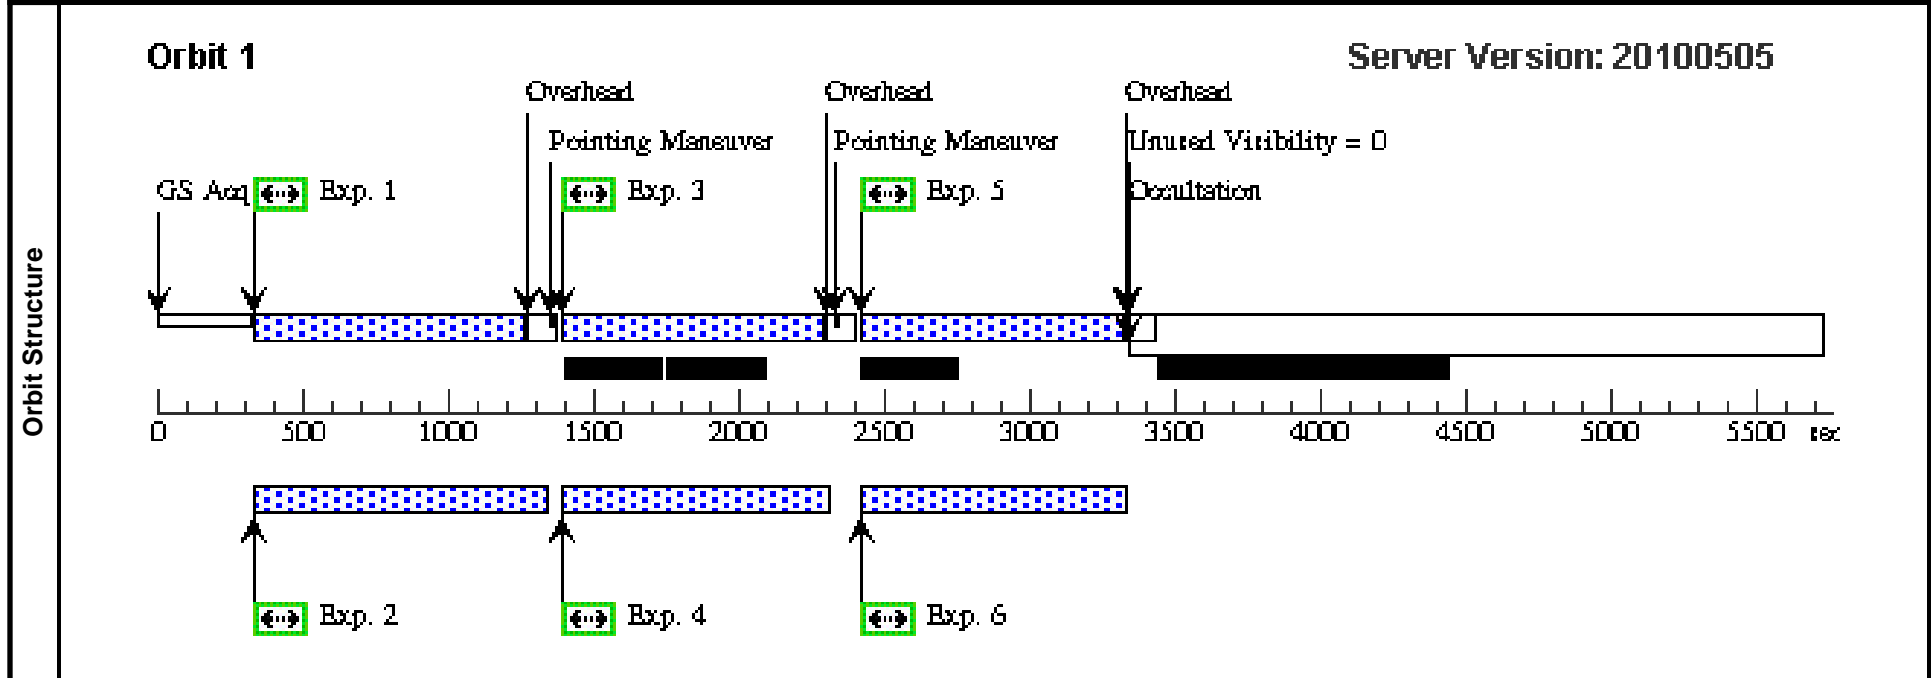 Orbit 1
Server Version: 20100505
Overhead
Overhead
Overhead
Pointing Maneuver
Pointing Maneuver
Unused Visibility = 0
GS Acq
Exp. 1
Exp. 3
Exp. 5
Occultation
Orbit Structure
0 500 1000 1500 2000 2500 3000 3500 4000 4500 5000 5500 sec
Exp. 2
Exp. 4
Exp. 6